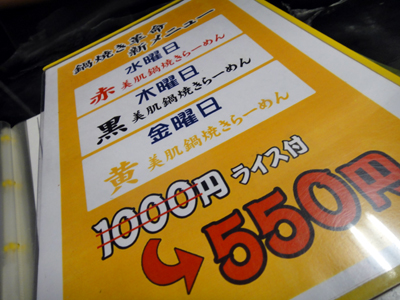 鍋焼き革命
新メニュー
水曜日
赤 美肌鍋焼きらーめん
木曜日
黒 美肌鍋焼きらーめん
金曜日
黄 美肌鍋焼きらーめん
1000円 ライス付
550円